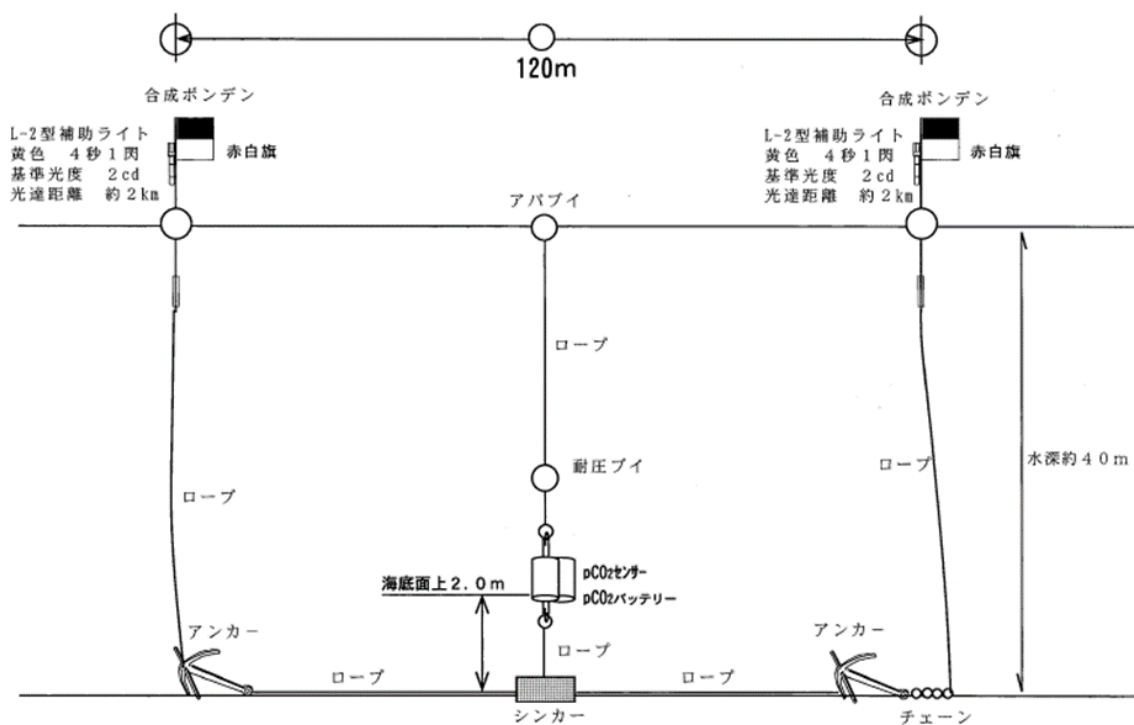 120m
合成ボンデン
L-2型補助ライト
黄色 4秒1閃
基準光度 2cd
光達距離 約2km
赤白旗
合成ボンデン
L-2型補助ライト
黄色 4秒1閃
基準光度 2cd
光達距離 約2km
赤白旗
アバブイ
ロープ
耐圧ブイ
ロープ
ロープ
水深約40m
海底面上2.0m
pCO2センサー
pCO2バッテリー
アンカー
ロープ
ロープ
ロープ
アンカー
シンカー
チェーン